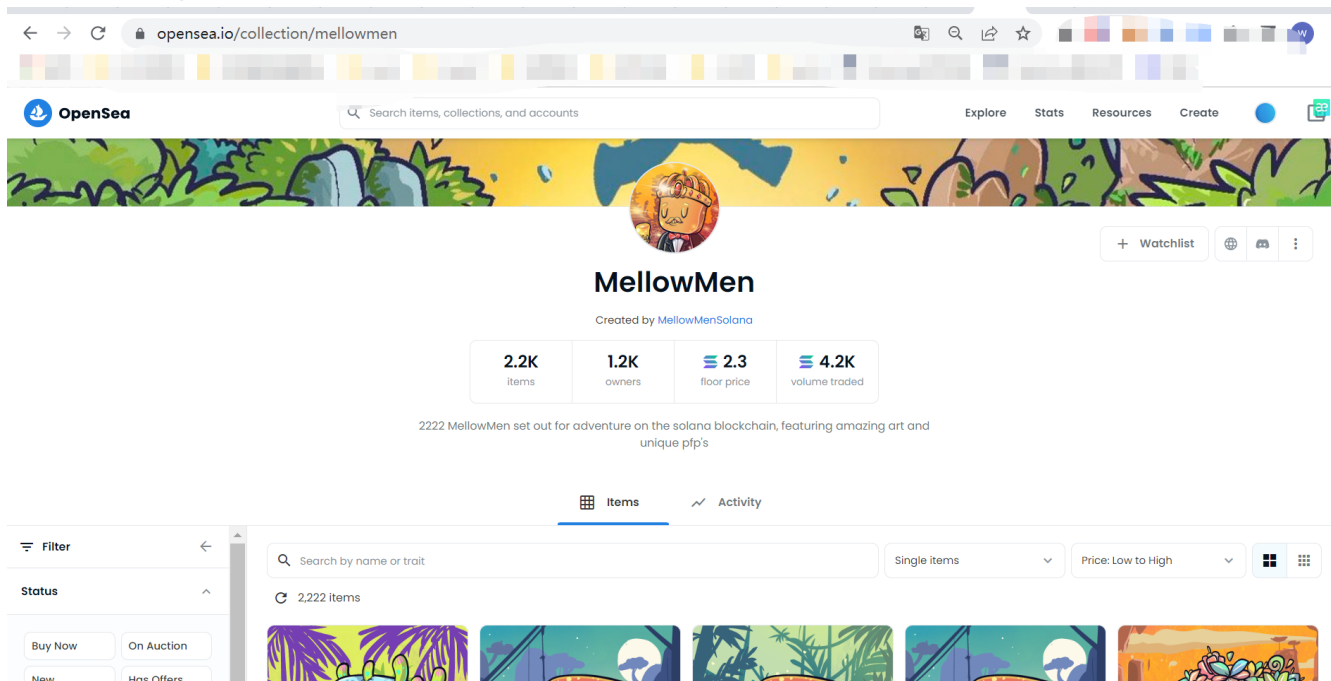 opensea.io/collection/mellowmen
W
OpenSea
Search items, collections, and accounts
Explore Stats Resources Create
Watchlist
MellowMen
Created by MellowMenSolana
2.2K 1.2K 2.3 4.2K
items owners floor price volume traded
2222 MellowMen set out for adventure on the solana blockchain, featuring amazing art and
unique pfp's
Items Activity
Filter
Search by name or trait
Single items
Price: Low to High
Status
2,222 items
Buy Now On Auction
New Has Offers